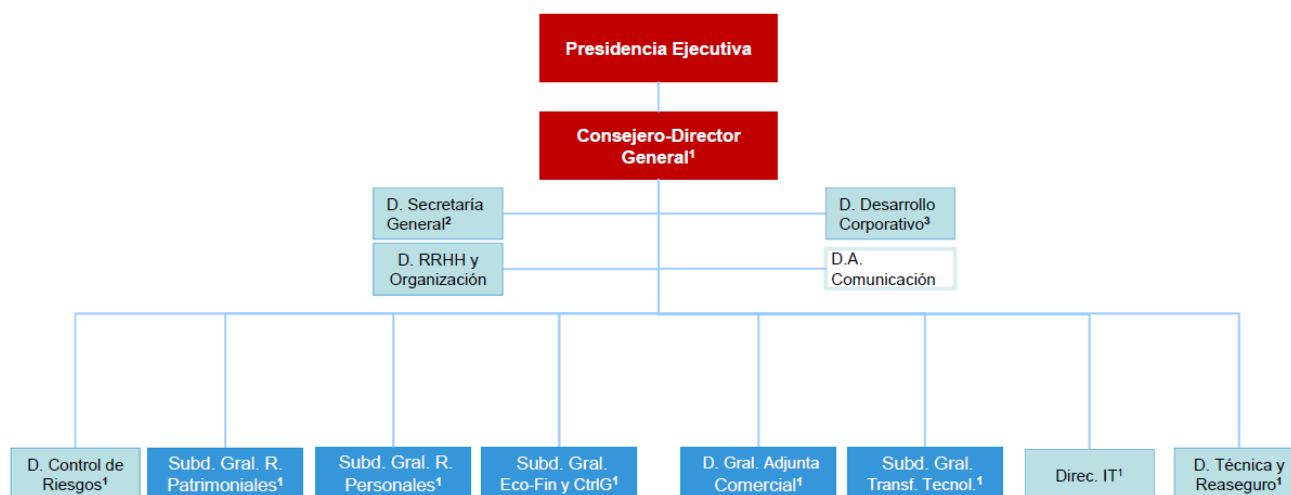 Presidencia Ejecutiva
Consejero-Director
General¹
D. Secretaría
General²
D. Desarrollo
Corporativo³
D. RRHH y
Organización
D.A.
Comunicación
D. Control de
Riesgos¹
Subd. Gral. R.
Patrimoniales¹
Subd. Gral. R.
Personales¹
Subd. Gral.
Eco-Fin y CtrlG¹
D. Gral. Adjunta
Comercial¹
Subd. Gral.
Transf. Tecnol.¹
Direc. IT¹
D. Técnica y
Reaseguro¹